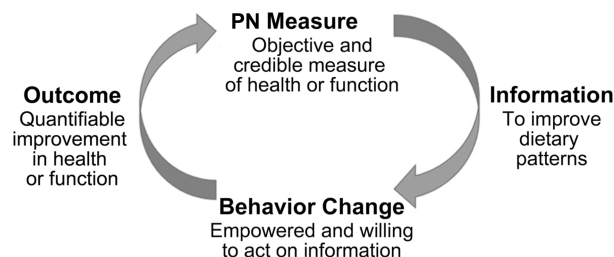 PN Measure
Objective and
credible measure
of health or function
Information
To improve
dietary
patterns
Behavior Change
Empowered and willing
to act on information
Outcome
Quantifiable
improvement
in health
or function